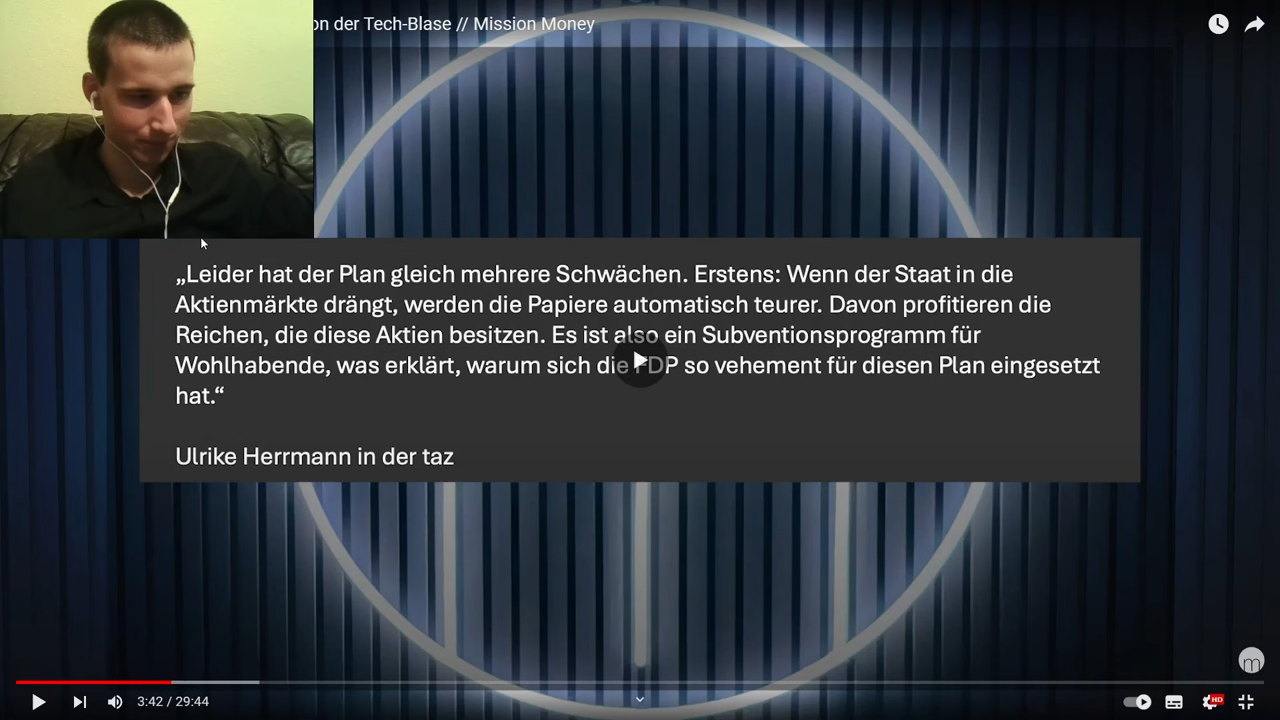 on der Tech-Blase // Mission Money
„Leider hat der Plan gleich mehrere Schwächen. Erstens: Wenn der Staat in die
Aktienmärkte drängt, werden die Papiere automatisch teurer. Davon profitieren die
Reichen, die diese Aktien besitzen. Es ist also ein Subventionsprogramm für
Wohlhabende, was erklärt, warum sich die FDP so vehement für diesen Plan eingesetzt
hat.“
Ulrike Herrmann in der taz
m
3:42 / 29:44
HD